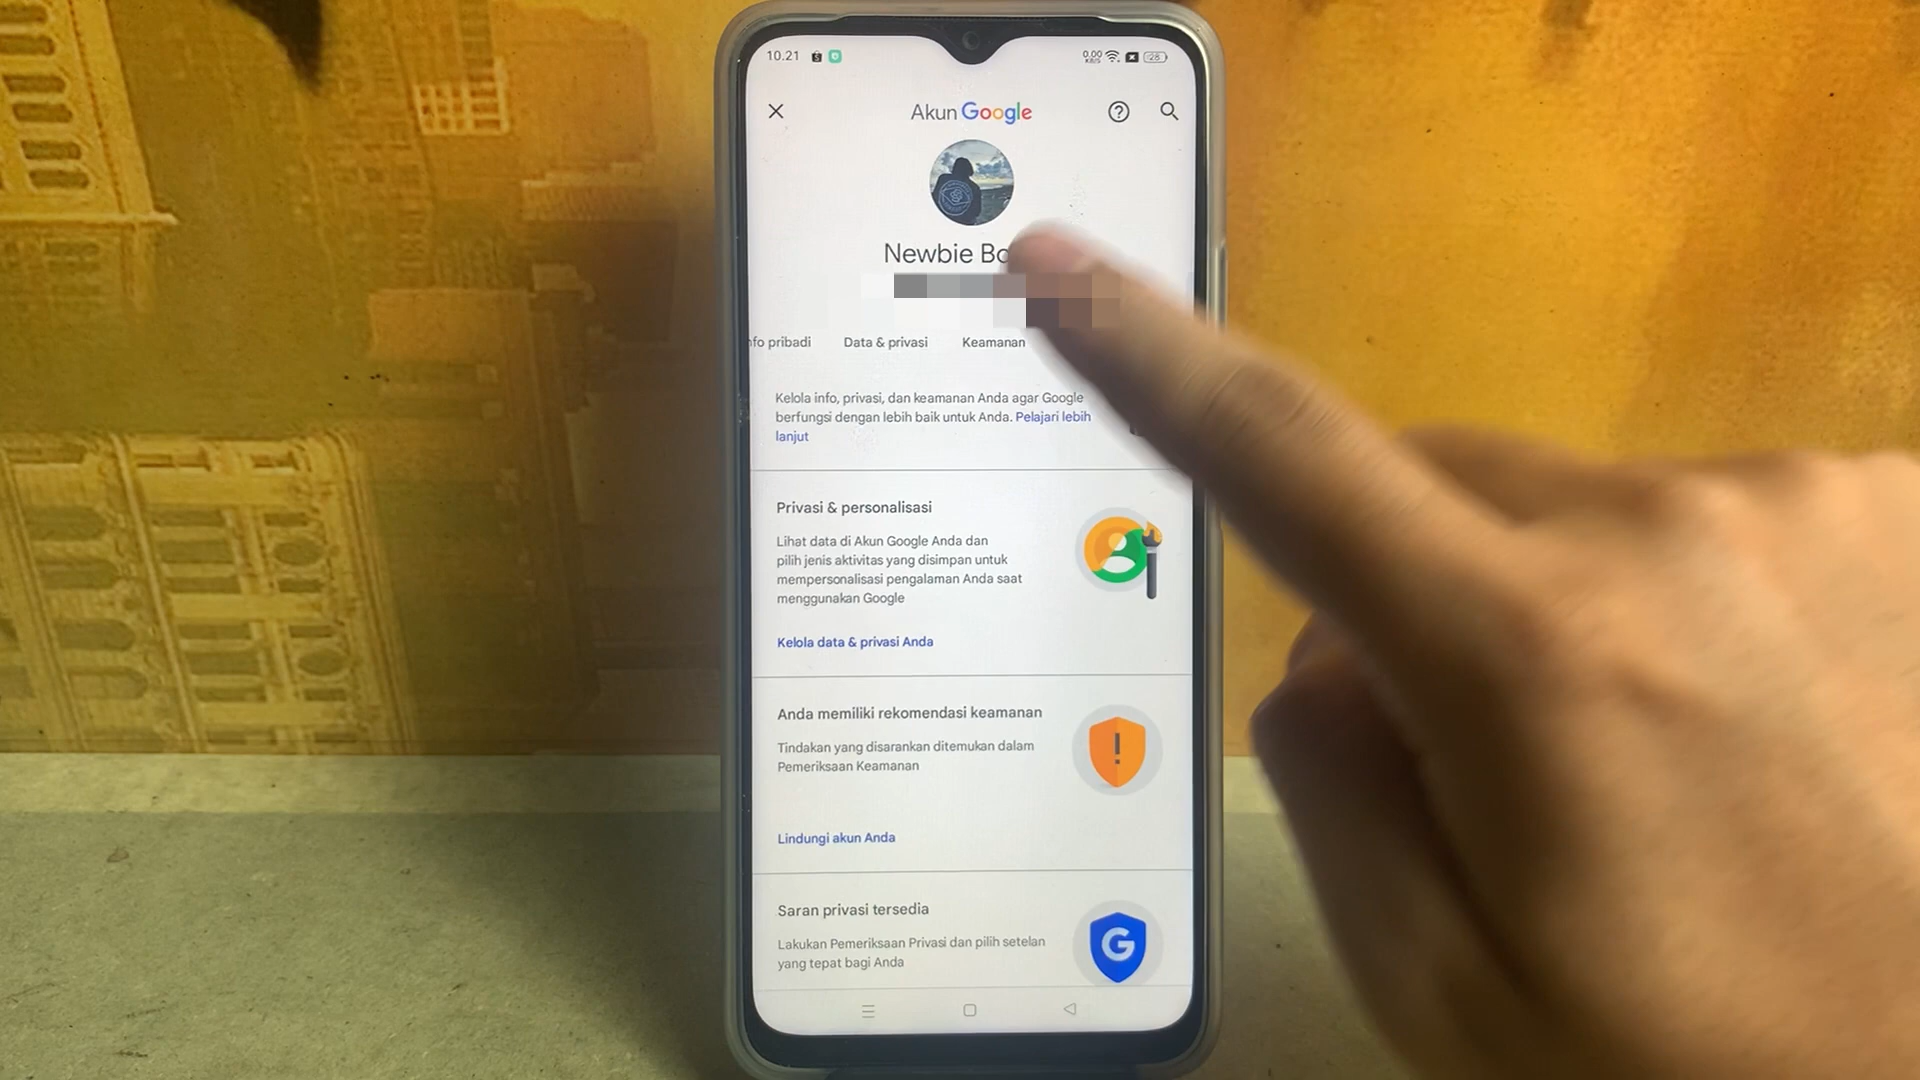 10.21
0.00
KB/S
28
Akun Google
Newbie
pribadi
Data & privasi
Keamanan
Kelola info, privasi, dan keamanan Anda agar Google
berfungsi dengan lebih baik untuk Anda. Pelajari lebih
lanjut
Privasi & personalisasi
Lihat data di Akun Google Anda dan
pilih jenis aktivitas yang disimpan untuk
mempersonalisasi pengalaman Anda saat
menggunakan Google
Kelola data & privasi Anda
Anda memiliki rekomendasi keamanan
Tindakan yang disarankan ditemukan dalam
Pemeriksaan Keamanan
Lindungi akun Anda
Saran privasi tersedia
Lakukan Pemeriksaan Privasi dan pilih setelan
yang tepat bagi Anda
G